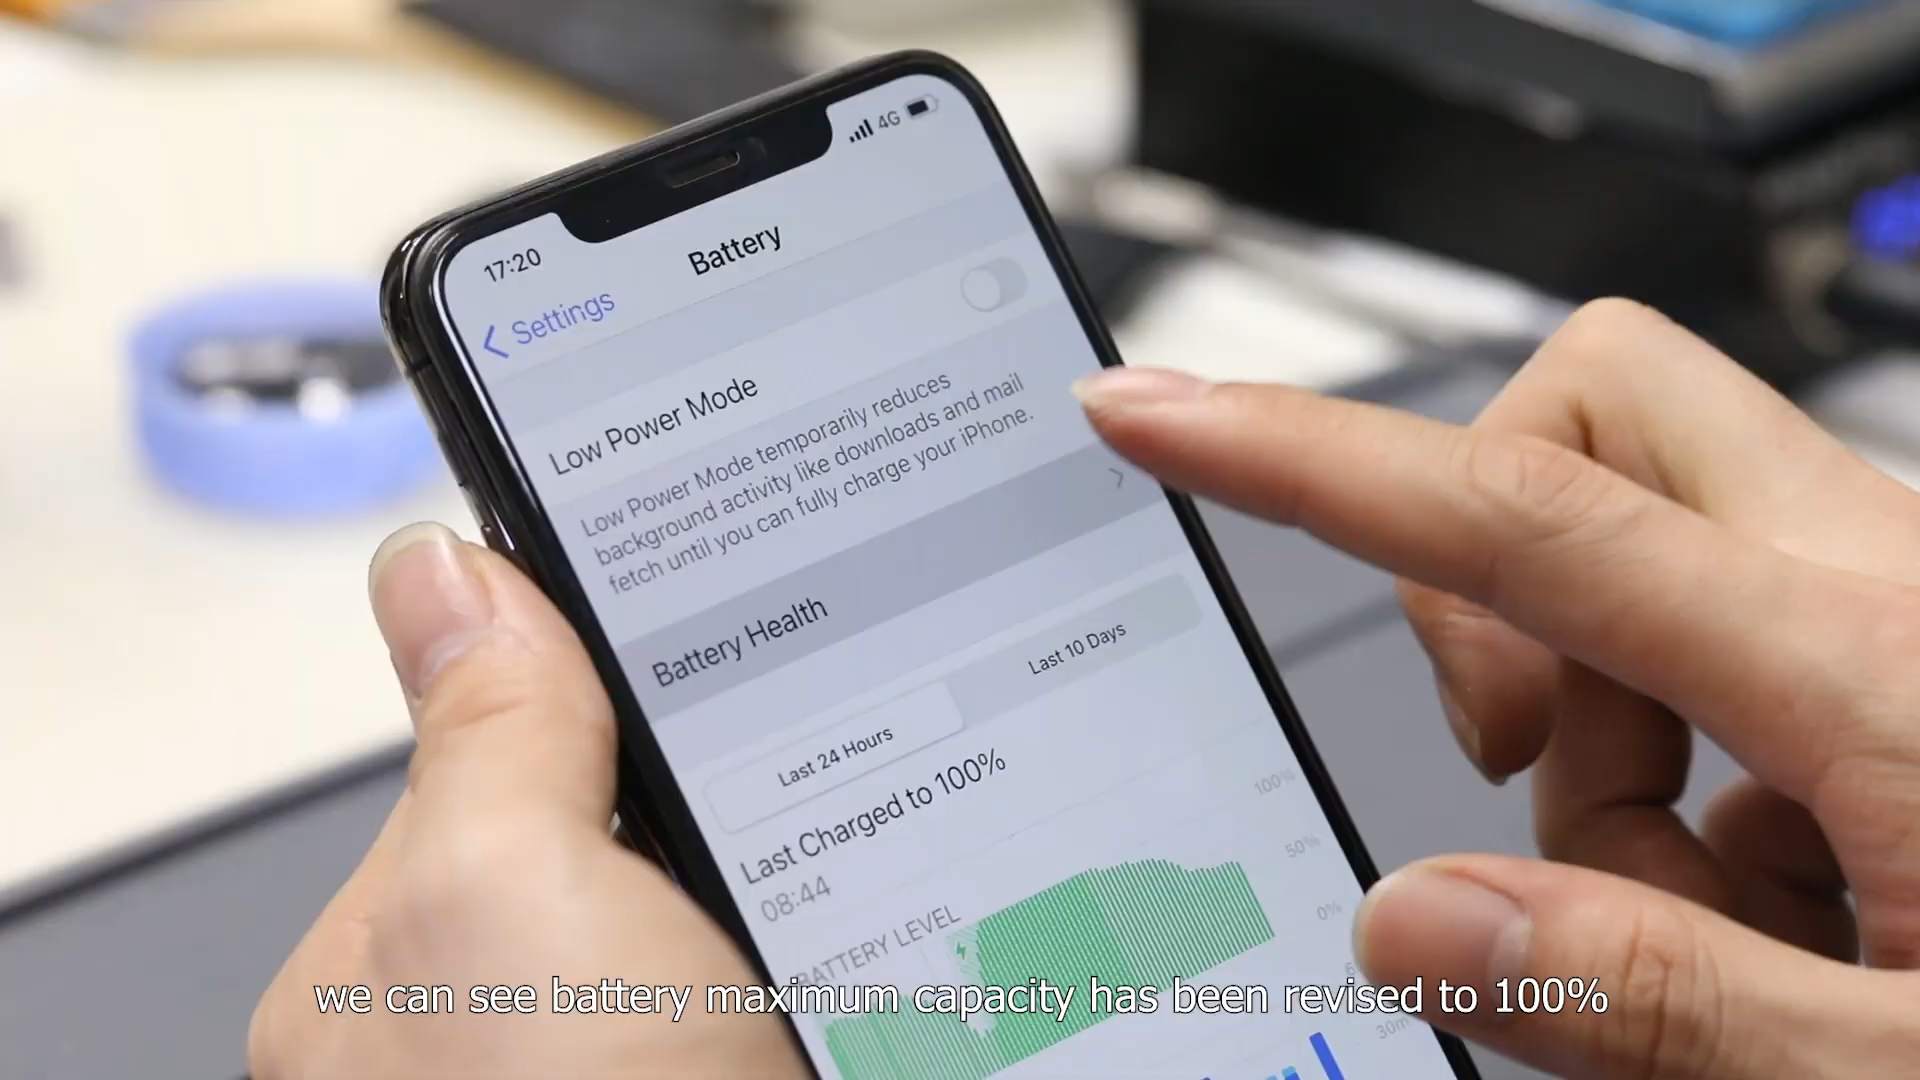 17:20
4G
Settings
Battery
Low Power Mode
Low Power Mode temporarily reduces
background activity like downloads and mail
fetch until you can fully charge your iPhone.
Battery Health
Last 24 Hours
Last 10 Days
Last Charged to 100%
08:44
100%
BATTERY LEVEL
50%
0%
30m
we can see battery maximum capacity has been revised to 100%